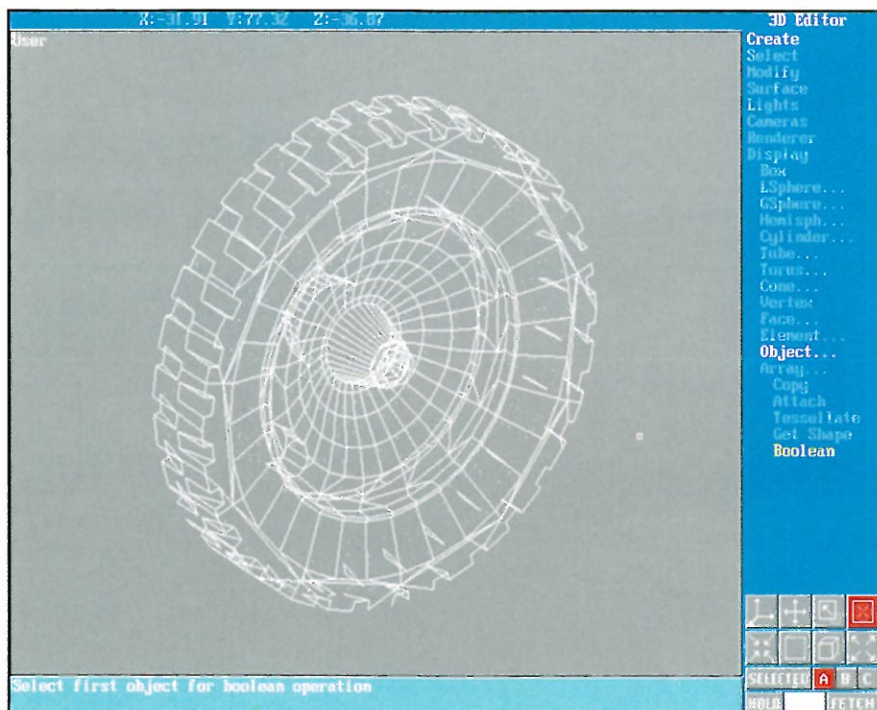 X:-31.91 Y:77.32 Z:-36.87 3D Editor
User
Create
Select
Modify
Surface
Lights
Cameras
Renderer
Display
Box
LSphere...
GSphere...
Hemisph...
Cylinder...
Tube...
Torus...
Cone...
Vertex
Face...
Element...
Object...
Array...
Copy
Attach
Tessellate
Get Shape
Boolean
SELECTED A B C
HOLD FETCH
Select first object for boolean operation